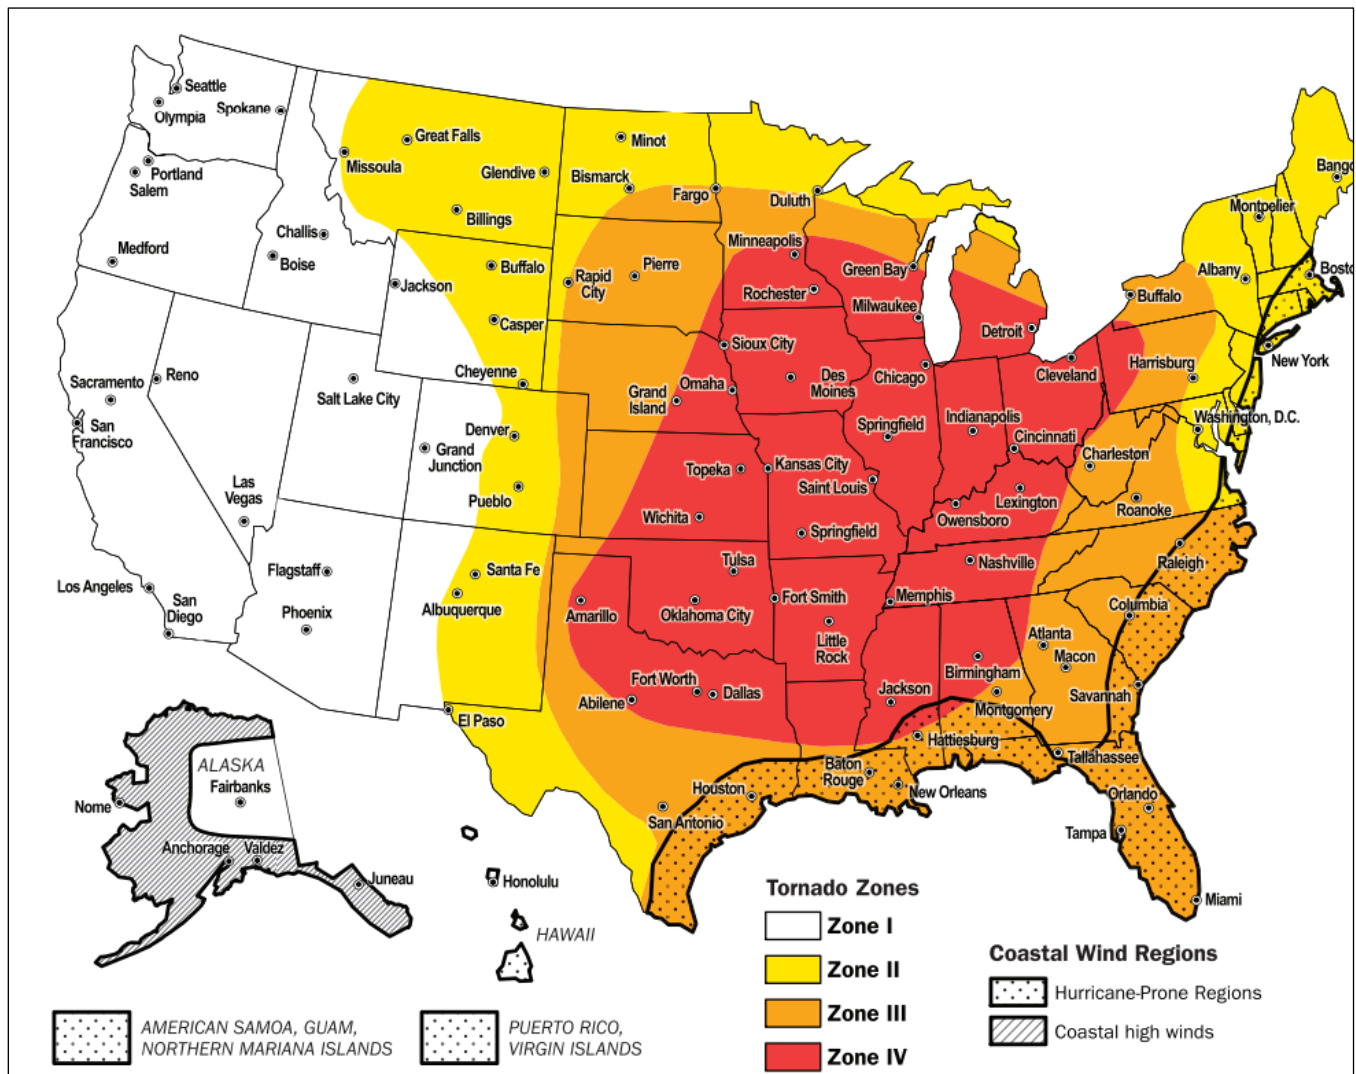 Seattle
Olympia
Spokane
Portland
Salem
Medford
Challis
Boise
Great Falls
Missoula
Glendive
Billings
Minot
Bismarck
Fargo
Duluth
Jackson
Buffalo
Casper
Cheyenne
Rapid
City
Pierre
Minneapolis
Rochester
Green Bay
Milwaukee
Detroit
Buffalo
Albany
Montpelier
Bango
Bosto
New York
Harrisburg
Washington, D.C.
Cleveland
Sioux City
Des
Moines
Chicago
Omaha
Grand
Island
Sacramento
San
Francisco
Reno
Salt Lake City
Las
Vegas
Denver
Grand
Junction
Pueblo
Topeka
Kansas City
Saint Louis
Springfield
Indianapolis
Cincinnati
Charleston
Lexington
Owensboro
Roanoke
Wichita
Springfield
Nashville
Raleigh
Los Angeles
San
Diego
Flagstaff
Phoenix
Santa Fe
Albuquerque
Amarillo
Tulsa
Oklahoma City
Fort Smith
Little
Rock
Memphis
Columbia
Atlanta
Macon
Birmingham
Savannah
Montgomery
Jackson
Fort Worth
Dallas
Abilene
El Paso
Hattiesburg
Tallahassee
Baton
Rouge
New Orleans
Houston
San Antonio
Orlando
Tampa
Miami
ALASKA
Fairbanks
Nome
Anchorage
Valdez
Juneau
Honolulu
HAWAII
AMERICAN SAMOA, GUAM,
NORTHERN MARIANA ISLANDS
PUERTO RICO,
VIRGIN ISLANDS
Tornado Zones
Zone I
Zone II
Zone III
Zone IV
Coastal Wind Regions
Hurricane-Prone Regions
Coastal high winds